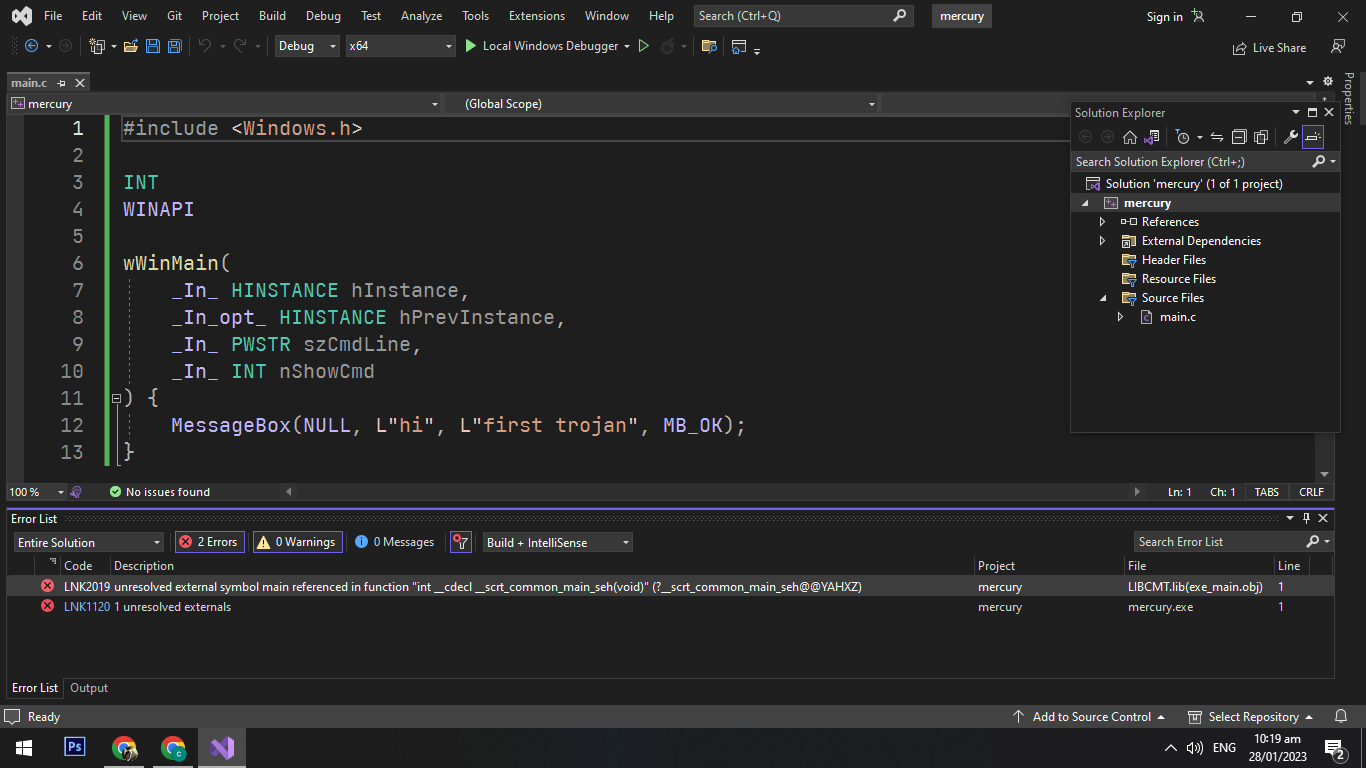 File Edit View Git Project Build Debug Test Analyze Tools Extensions Window Help Search (Ctrl+Q) mercury Sign in
Debug x64 Local Windows Debugger Live Share
main.c
mercury (Global Scope)
1 #include <Windows.h>
2
3 INT
4 WINAPI
5
6 wWinMain(
7 _In_ HINSTANCE hInstance,
8 _In_opt_ HINSTANCE hPrevInstance,
9 _In_ PWSTR szCmdLine,
10 _In_ INT nShowCmd
11 ) {
12 MessageBox(NULL, L"hi", L"first trojan", MB_OK);
13 }
Properties
Solution Explorer
Search Solution Explorer (Ctrl+;)
Solution 'mercury' (1 of 1 project)
mercury
References
External Dependencies
Header Files
Resource Files
Source Files
main.c
100 % No issues found Ln: 1 Ch: 1 TABS CRLF
Error List
Entire Solution 2 Errors 0 Warnings 0 Messages Build + IntelliSense Search Error List
Code Description Project File Line
LNK2019 unresolved external symbol main referenced in function "int __cdecl __scrt_common_main_seh(void)" (?__scrt_common_main_seh@@YAHXZ) mercury LIBCMT.lib(exe_main.obj) 1
LNK1120 1 unresolved externals mercury mercury.exe 1
Error List Output
Ready Add to Source Control Select Repository
Ps C ENG 10:19 am
28/01/2023 2